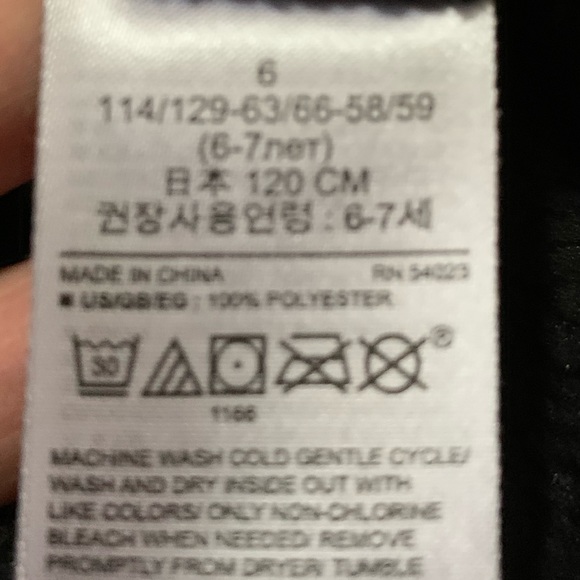 6
114/129-63/66-58/59
(6-7лет)
日本 120 CM
권장사용연령 : 6-7세
MADE IN CHINA RN 54023
■ US/GB/EG : 100% POLYESTER
30 ®
1166
MACHINE WASH COLD GENTLE CYCLE/
WASH AND DRY INSIDE OUT WITH
LIKE COLORS/ ONLY NON-CHLORINE
BLEACH WHEN NEEDED/ REMOVE
PROMPTLY FROM DRYER/ TUMBLE